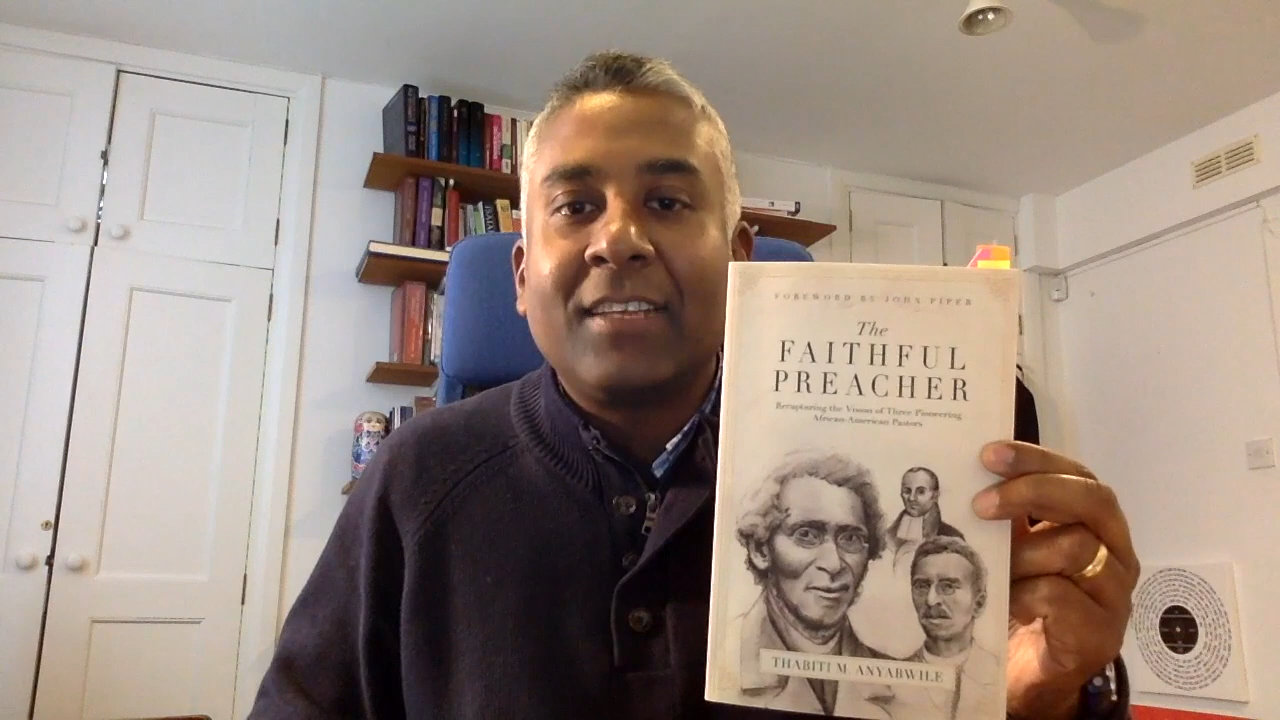 FOREWORD BY JOHN PIPER
The
FAITHFUL
PREACHER
Recapturing the Vision of Three Pioneering
African-American Pastors
THABITI M. ANYABWILE